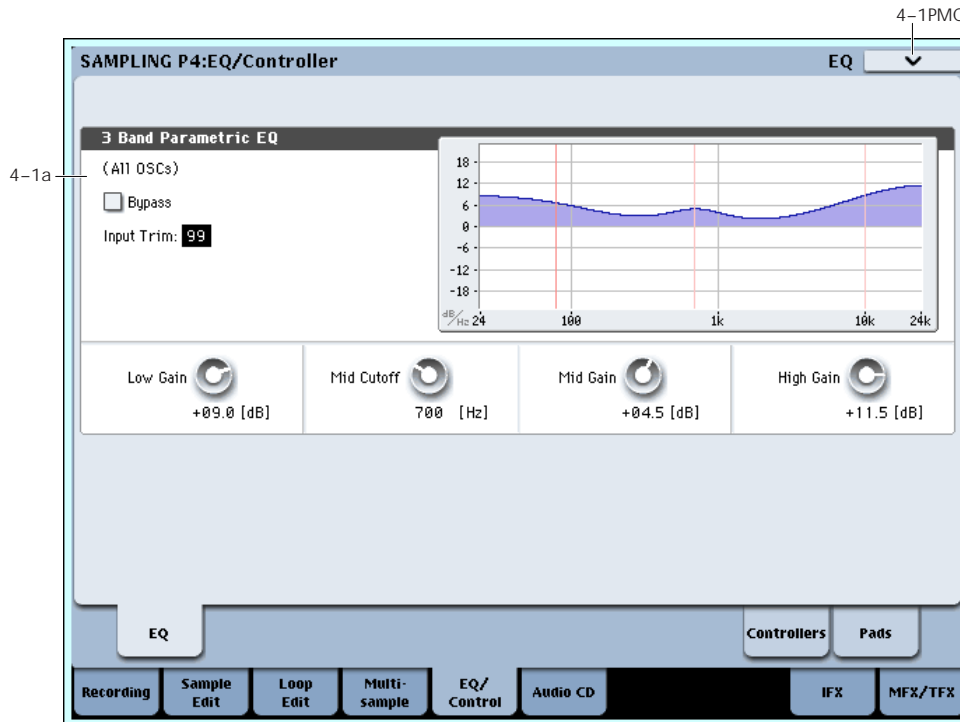 4-1PMC
SAMPLING P4:EQ/Controller
EQ
4-1a
3 Band Parametric EQ
(All OSCs)
Bypass
Input Trim: 99
18
12
6
0
-6
-12
-18
dB/Hz 24 100 1k 10k 24k
Low Gain
+09.0 [dB]
Mid Cutoff
700 [Hz]
Mid Gain
+04.5 [dB]
High Gain
+11.5 [dB]
EQ
Controllers
Pads
Recording
Sample
Edit
Loop
Edit
Multi-
sample
EQ/
Control
Audio CD
IFX
MFX/TFX